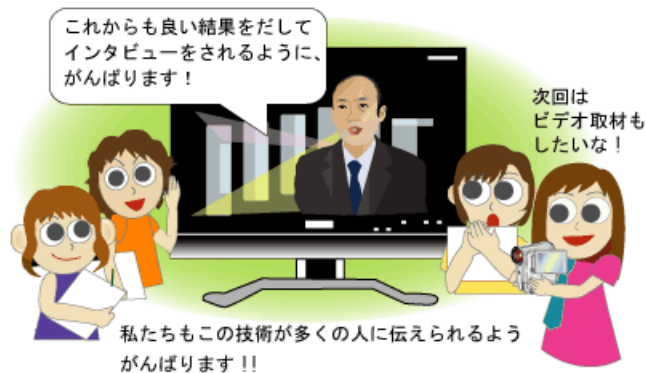 これからも良い結果をだして
インタビューをされるように、
がんばります！
次回は
ビデオ取材も
したいな！
私たちもこの技術が多くの人に伝えられるよう
がんばります!!